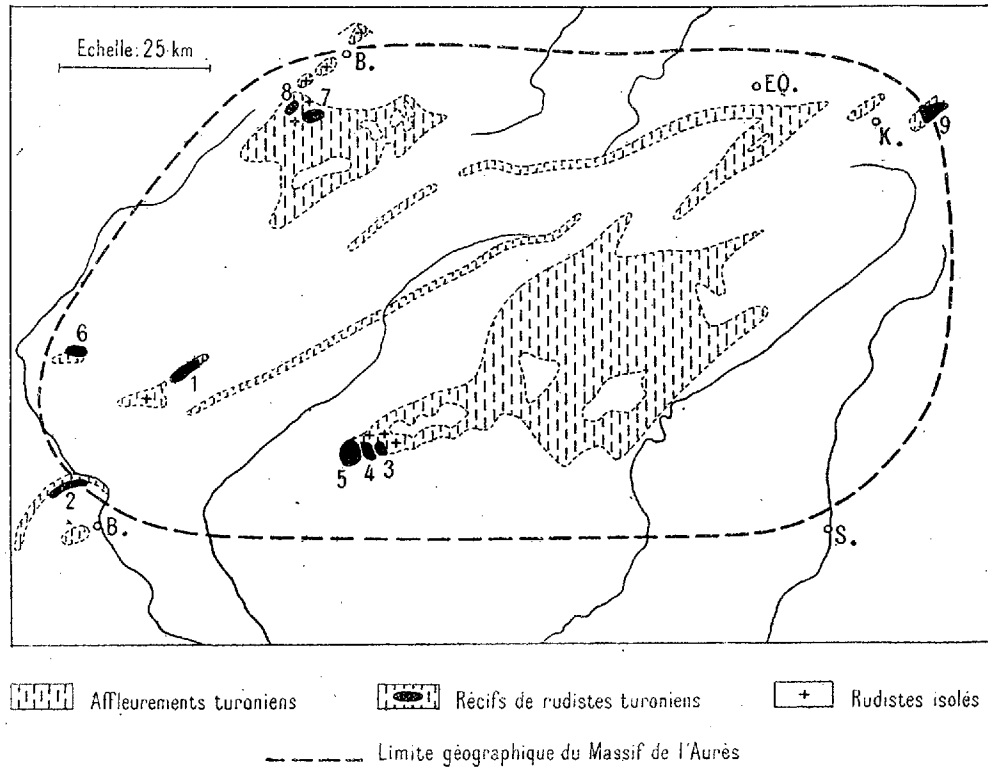 Echelle: 25 km
B.
8 7
EO.
K.
9
6
1
5 4 3
2
B.
S.
Affleurements turoniens
Récifs de rudistes turoniens
+ Rudistes isolés
Limite géographique du Massif de l'Aurès